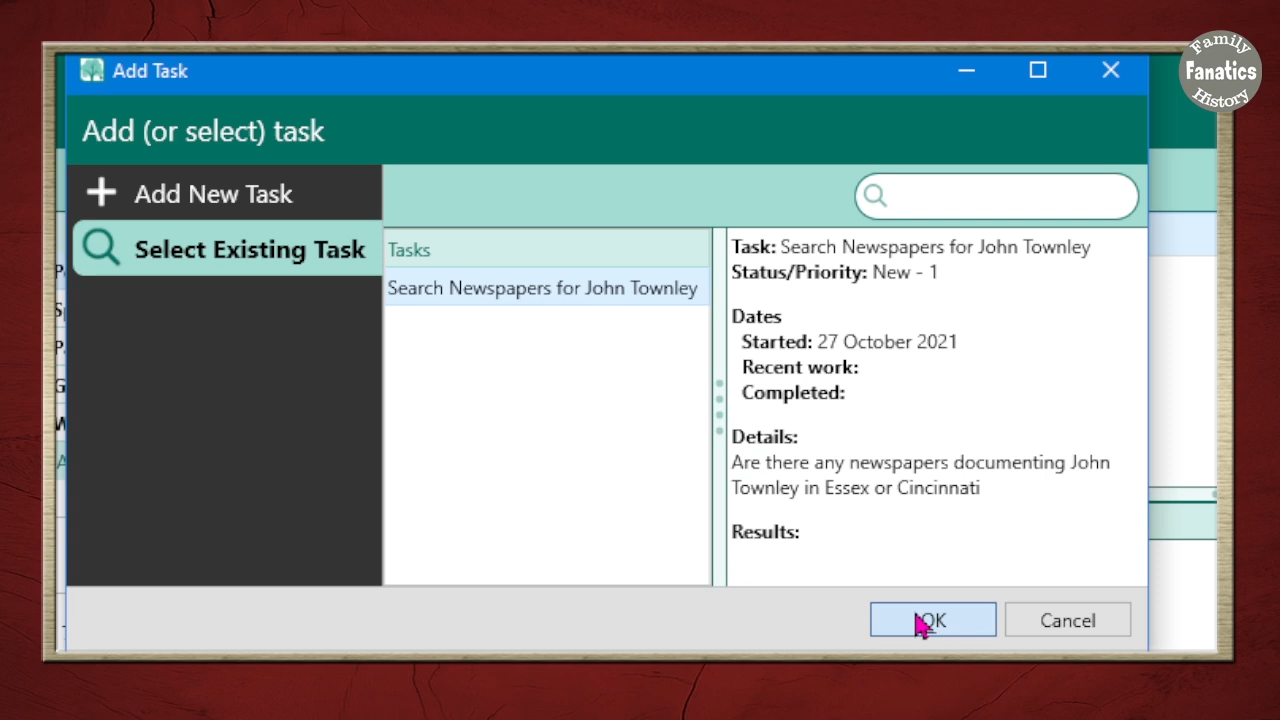 Add Task
Family
Fanatics
History
Add (or select) task
Add New Task
Select Existing Task
Tasks
Search Newspapers for John Townley
Task: Search Newspapers for John Townley
Status/Priority: New - 1
Dates
Started: 27 October 2021
Recent work:
Completed:
Details:
Are there any newspapers documenting John
Townley in Essex or Cincinnati
Results:
OK
Cancel